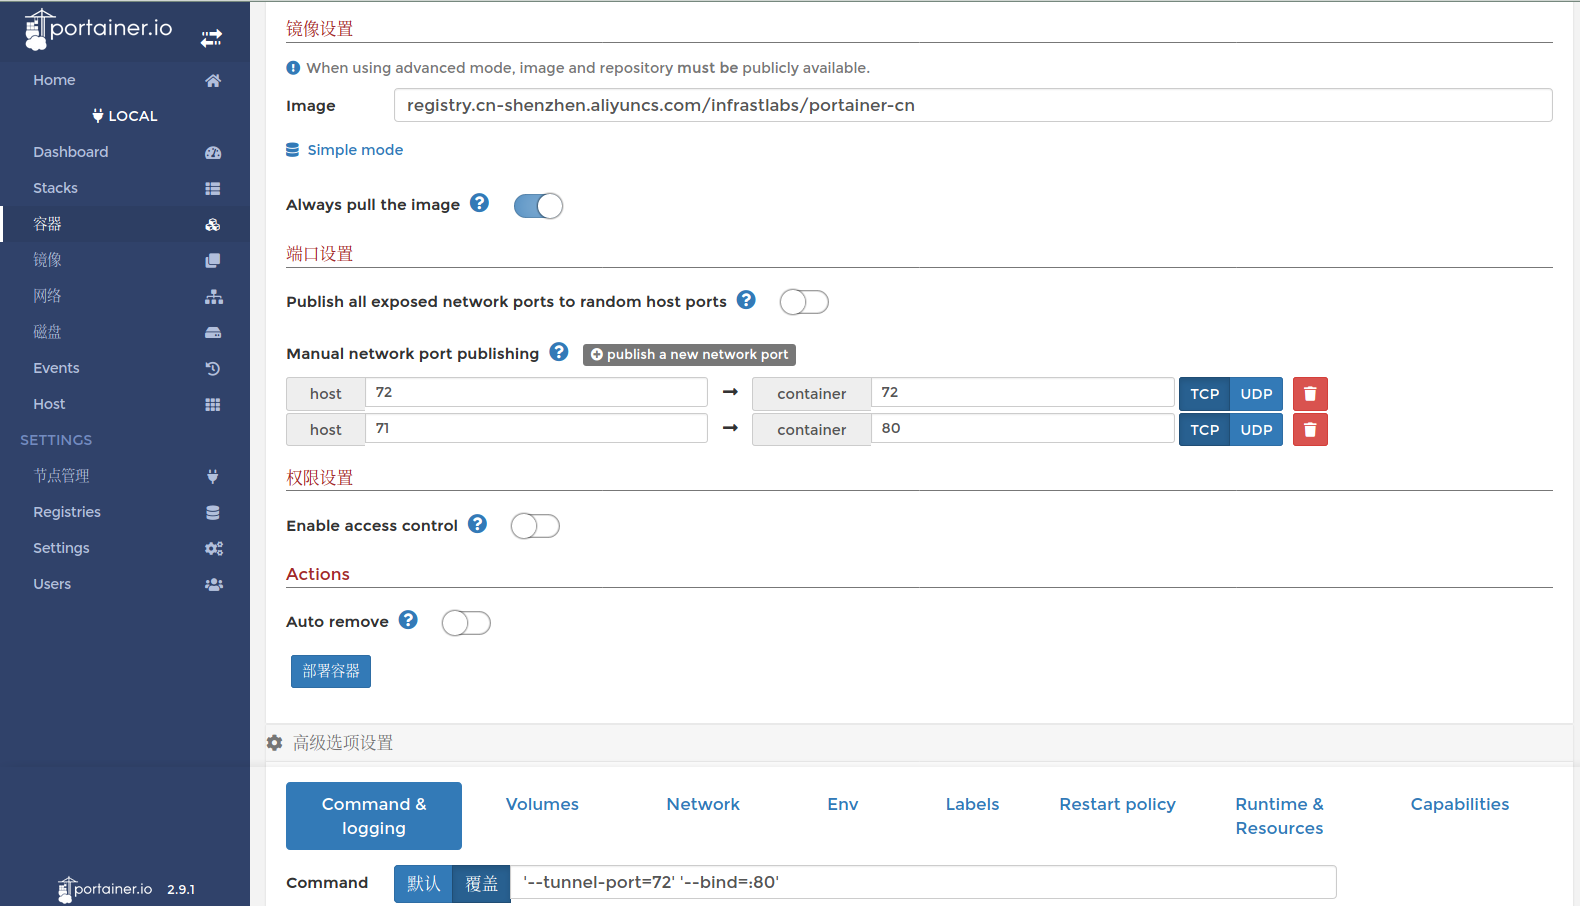 portainer.io
Home
LOCAL
Dashboard
Stacks
容器
镜像
网络
磁盘
Events
Host
SETTINGS
节点管理
Registries
Settings
Users
portainer.io 2.9.1
镜像设置
When using advanced mode, image and repository must be publicly available.
Image registry.cn-shenzhen.aliyuncs.com/infrastlabs/portainer-cn
Simple mode
Always pull the image
端口设置
Publish all exposed network ports to random host ports
Manual network port publishing publish a new network port
host 72 → container 72 TCP UDP
host 71 → container 80 TCP UDP
权限设置
Enable access control
Actions
Auto remove
部署容器
高级选项设置
Command & logging Volumes Network Env Labels Restart policy Runtime & Resources Capabilities
Command 默认 覆盖 '--tunnel-port=72' '--bind=:80'